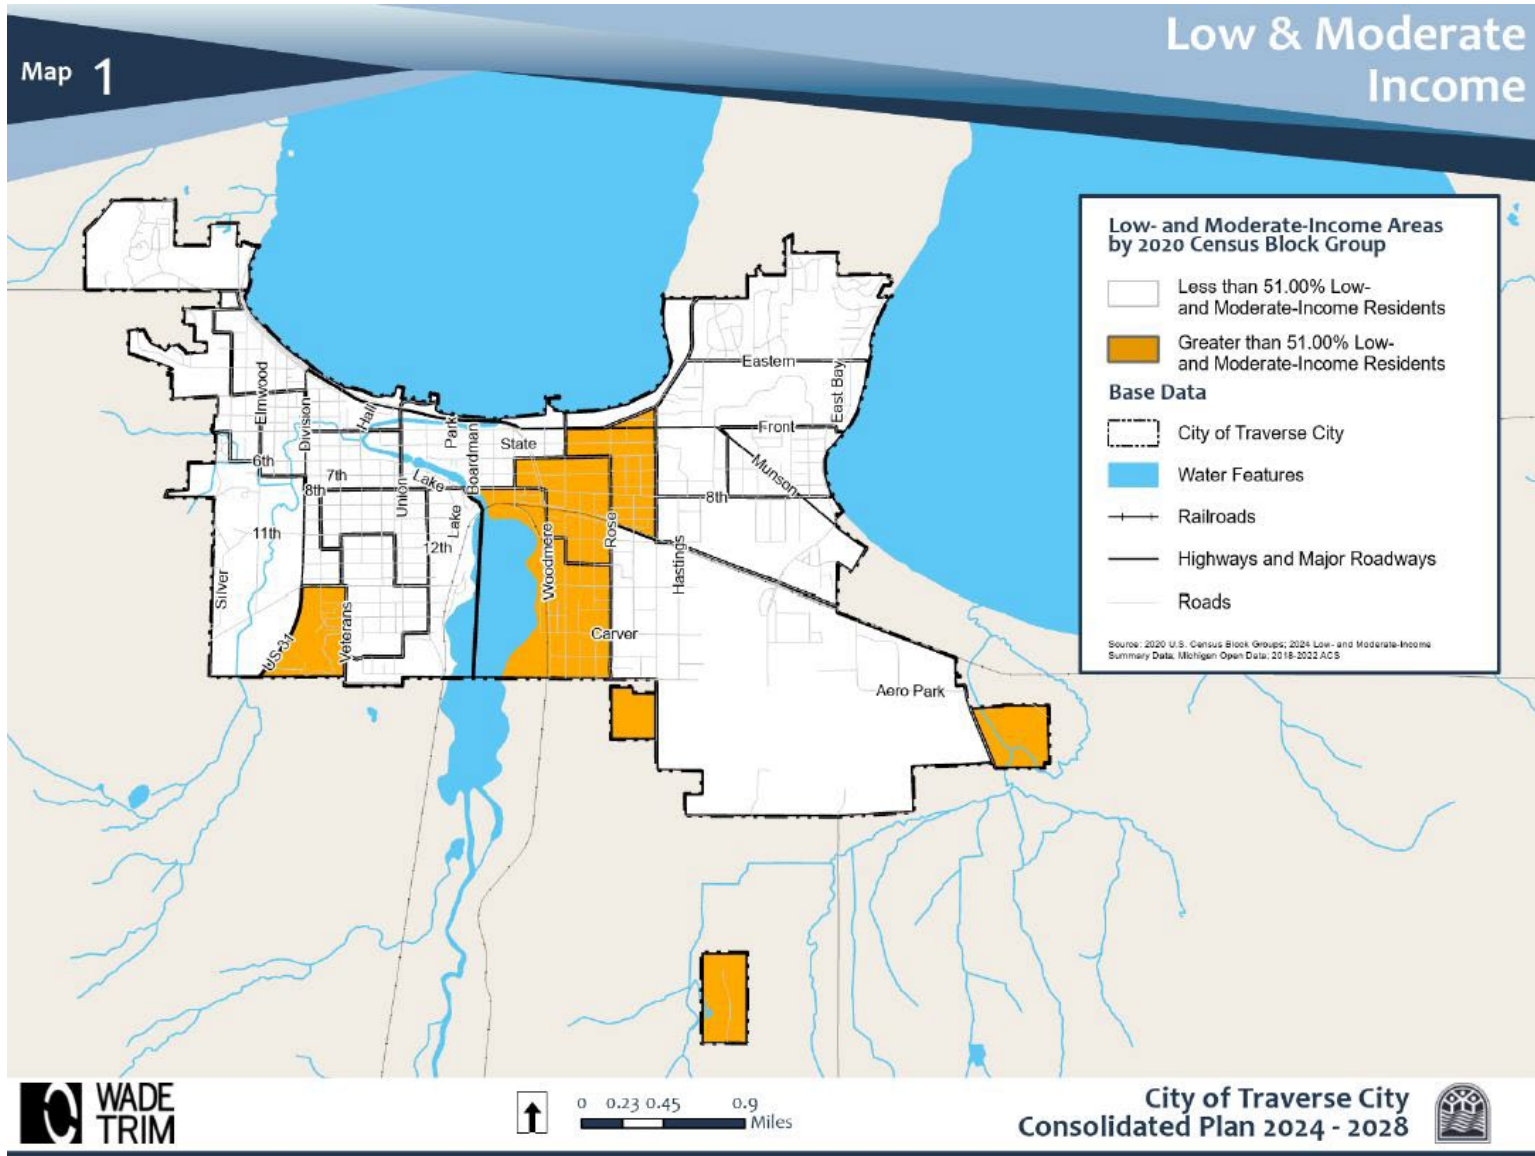 Map 1
Low & Moderate
Income
Low- and Moderate-Income Areas
by 2020 Census Block Group
Less than 51.00% Low-
and Moderate-Income Residents
Greater than 51.00% Low-
and Moderate-Income Residents
Base Data
City of Traverse City
Water Features
Railroads
Highways and Major Roadways
Roads
Source: 2020 U.S. Census Block Groups; 2024 Low- and Moderate-Income
Summary Data; Michigan Open Data; 2018-2022 ACS
Eastern
East Bay
Elmwood
Division
Hall
Park
Boardman
State
Front
Munson
6th
7th
8th
Union
Lake
Lake
8th
11th
12th
Silver
Woodmere
Rose
Hastings
US-31
Veterans
Carver
Aero Park
WADE
TRIM
0 0.23 0.45 0.9
Miles
City of Traverse City
Consolidated Plan 2024 - 2028